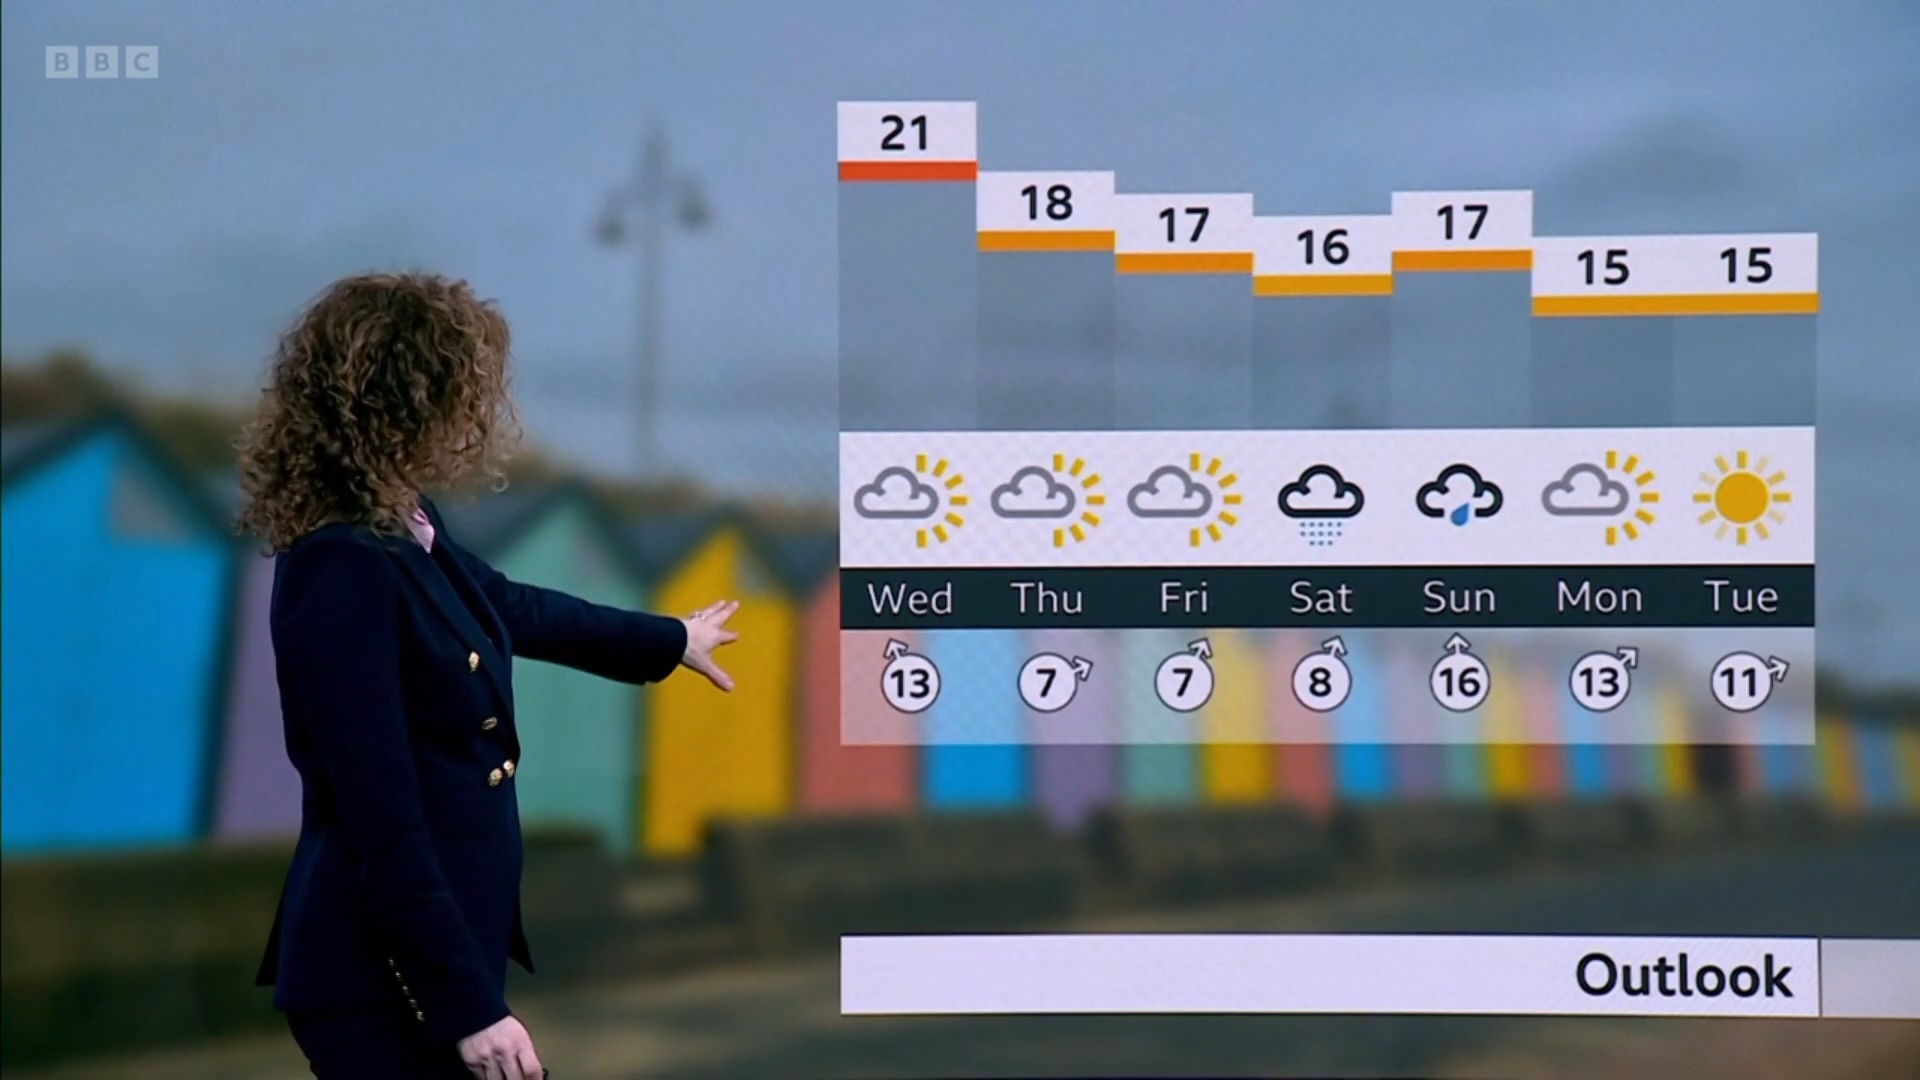 BBC
21 18 17 16 17 15 15
Wed Thu Fri Sat Sun Mon Tue
13 7 7 8 16 13 11
Outlook